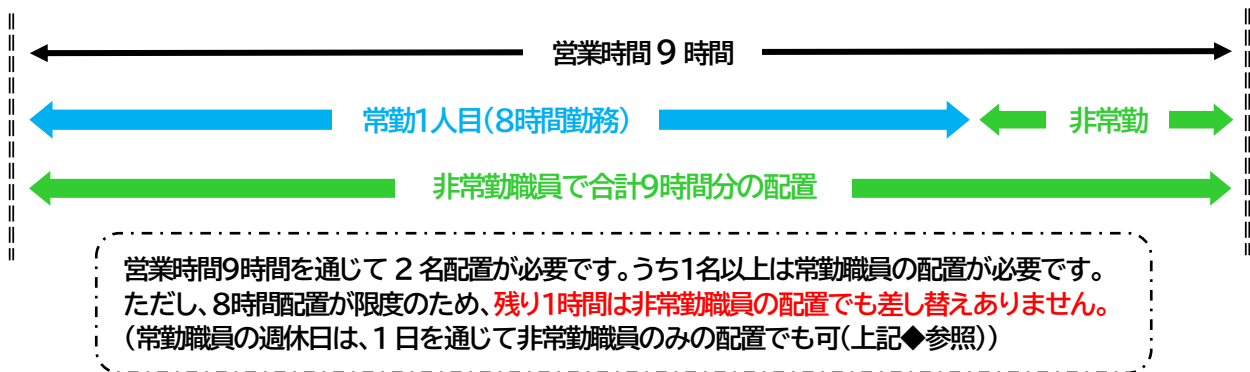 営業時間9時間
常勤1人目(8時間勤務) 非常勤
非常勤職員で合計9時間分の配置
営業時間9時間を通じて2名配置が必要です。うち1名以上は常勤職員の配置が必要です。
ただし、8時間配置が限度のため、残り1時間は非常勤職員の配置でも差し替えありません。
(常勤職員の週休日は、1日を通じて非常勤職員のみの配置でも可(上記◆参照))